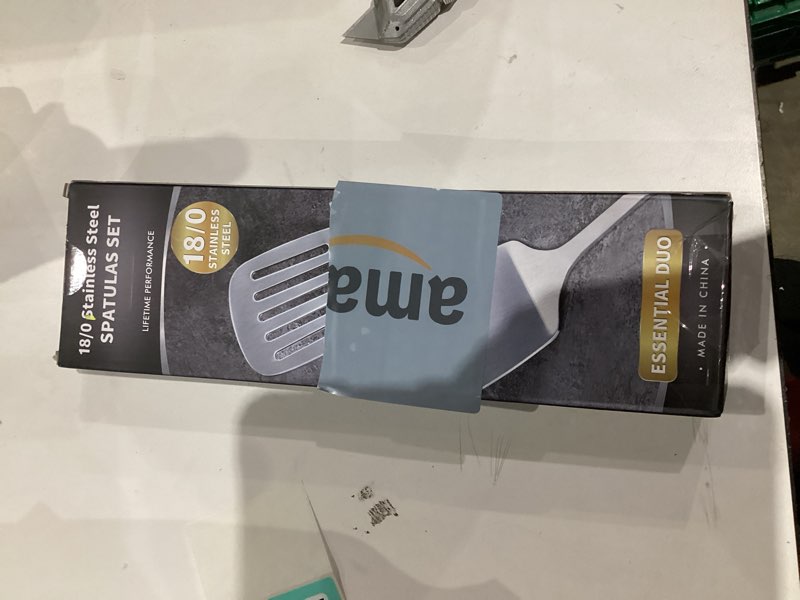 18/0 Stainless Steel
SPATULAS SET
LIFETIME PERFORMANCE
18/0
STAINLESS
STEEL
ama
ESSENTIAL DUO
• MADE IN CHINA •